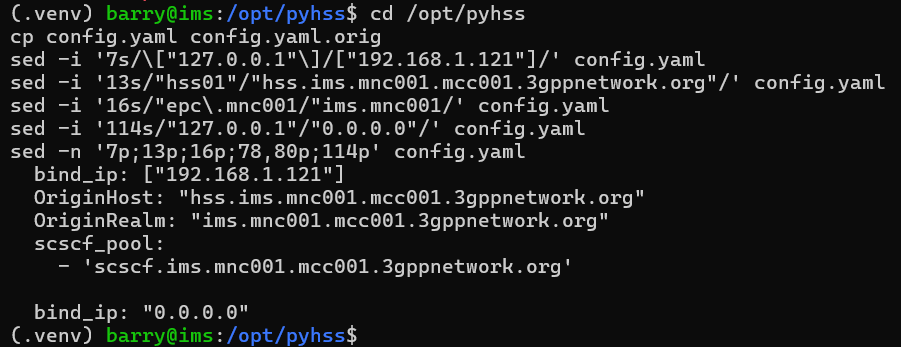 (.venv) barry@ims:/opt/pyhss$ cd /opt/pyhss
cp config.yaml config.yaml.orig
sed -i '7s/\["127.0.0.1"\]/["192.168.1.121"]/' config.yaml
sed -i '13s/"hss01"/"hss.ims.mnc001.mcc001.3gppnetwork.org"/' config.yaml
sed -i '16s/"epc\.mnc001/"ims.mnc001/' config.yaml
sed -i '114s/"127.0.0.1"/"0.0.0.0"/' config.yaml
sed -n '7p;13p;16p;78,80p;114p' config.yaml
  bind_ip: ["192.168.1.121"]
  OriginHost: "hss.ims.mnc001.mcc001.3gppnetwork.org"
  OriginRealm: "ims.mnc001.mcc001.3gppnetwork.org"
  scscf_pool:
    - 'scscf.ims.mnc001.mcc001.3gppnetwork.org'

  bind_ip: "0.0.0.0"
(.venv) barry@ims:/opt/pyhss$